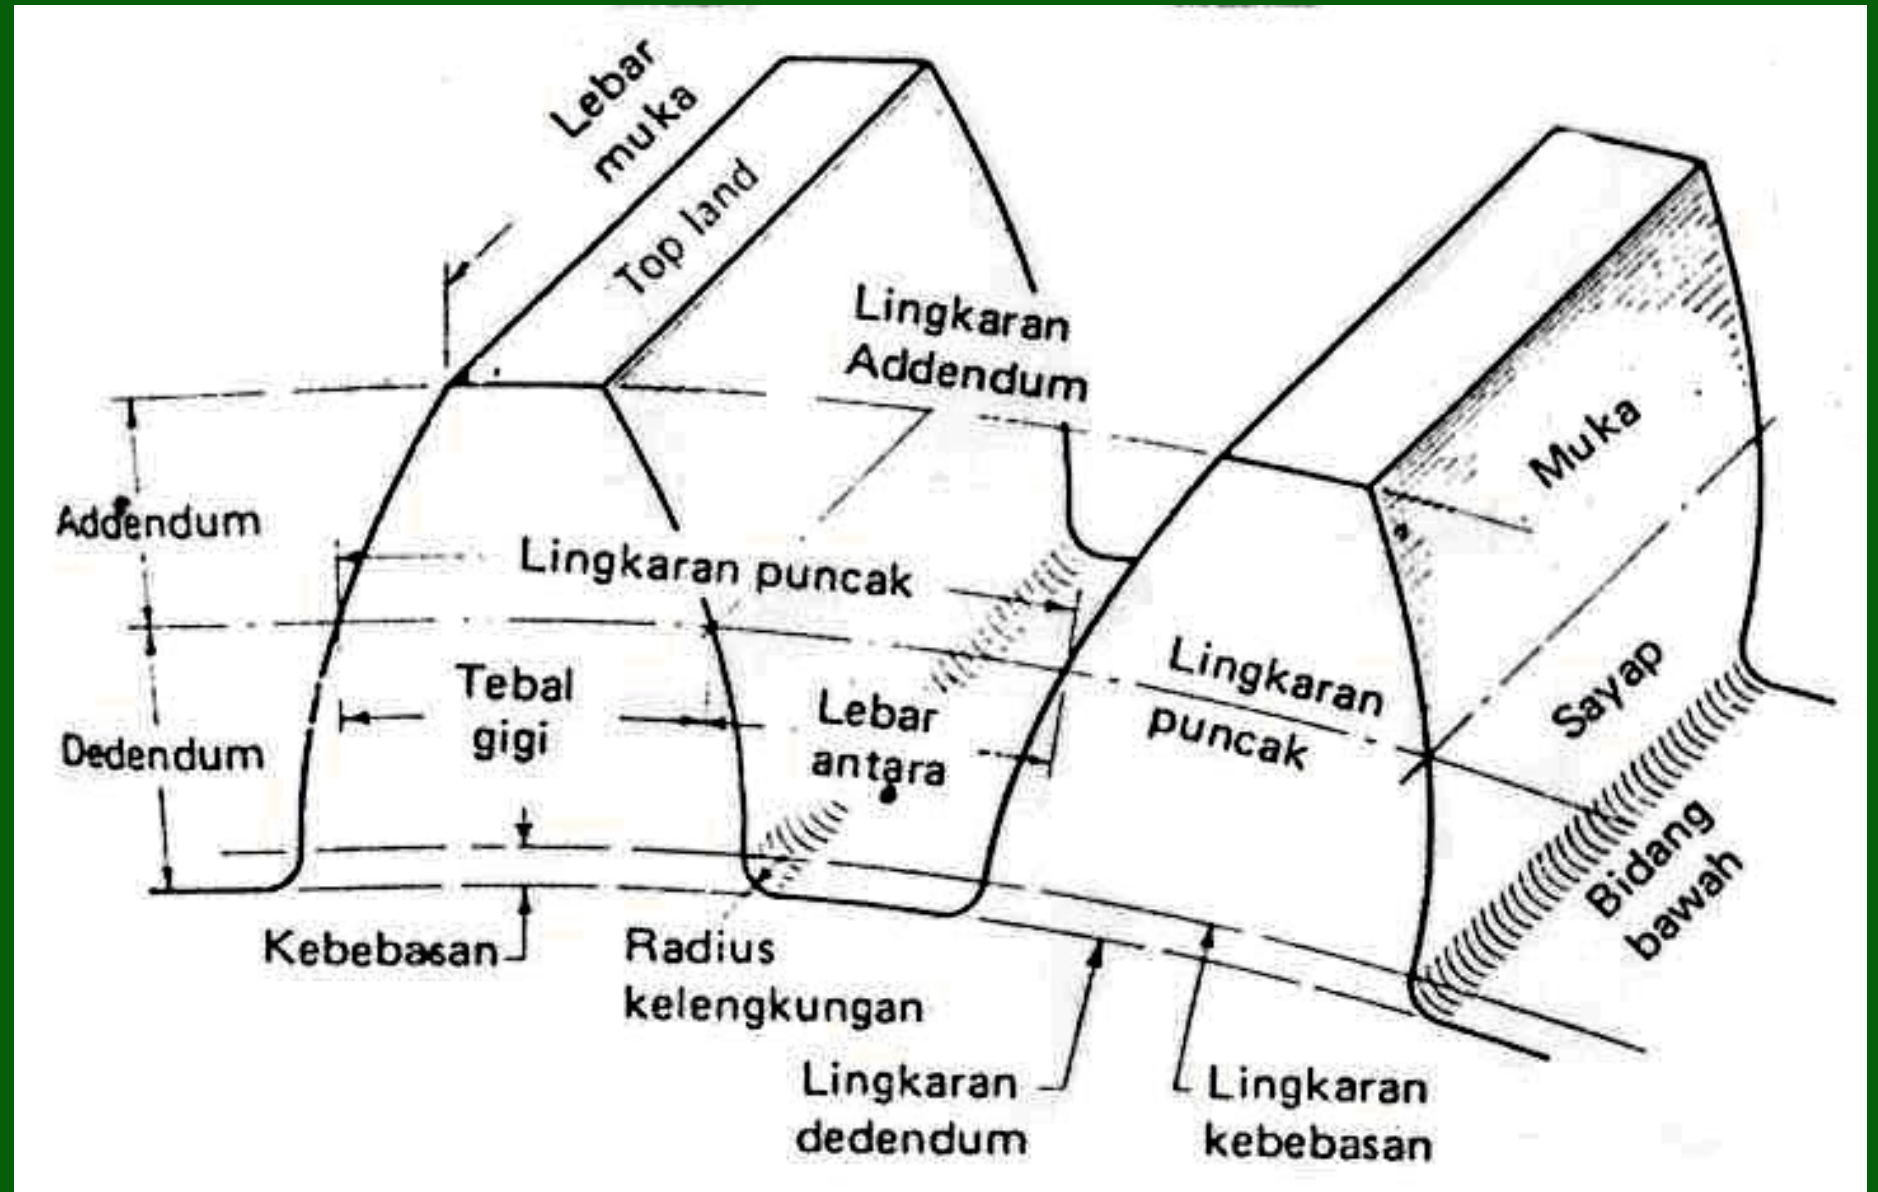 Lebar
muka
Top land
Lingkaran
Addendum
Muka
Addendum
Lingkaran puncak
Tebal
gigi
Lebar
antara
Lingkaran
puncak
Sayap
Dedendum
Bidang
bawah
Kebebasan
Radius
kelengkungan
Lingkaran
dedendum
Lingkaran
kebebasan